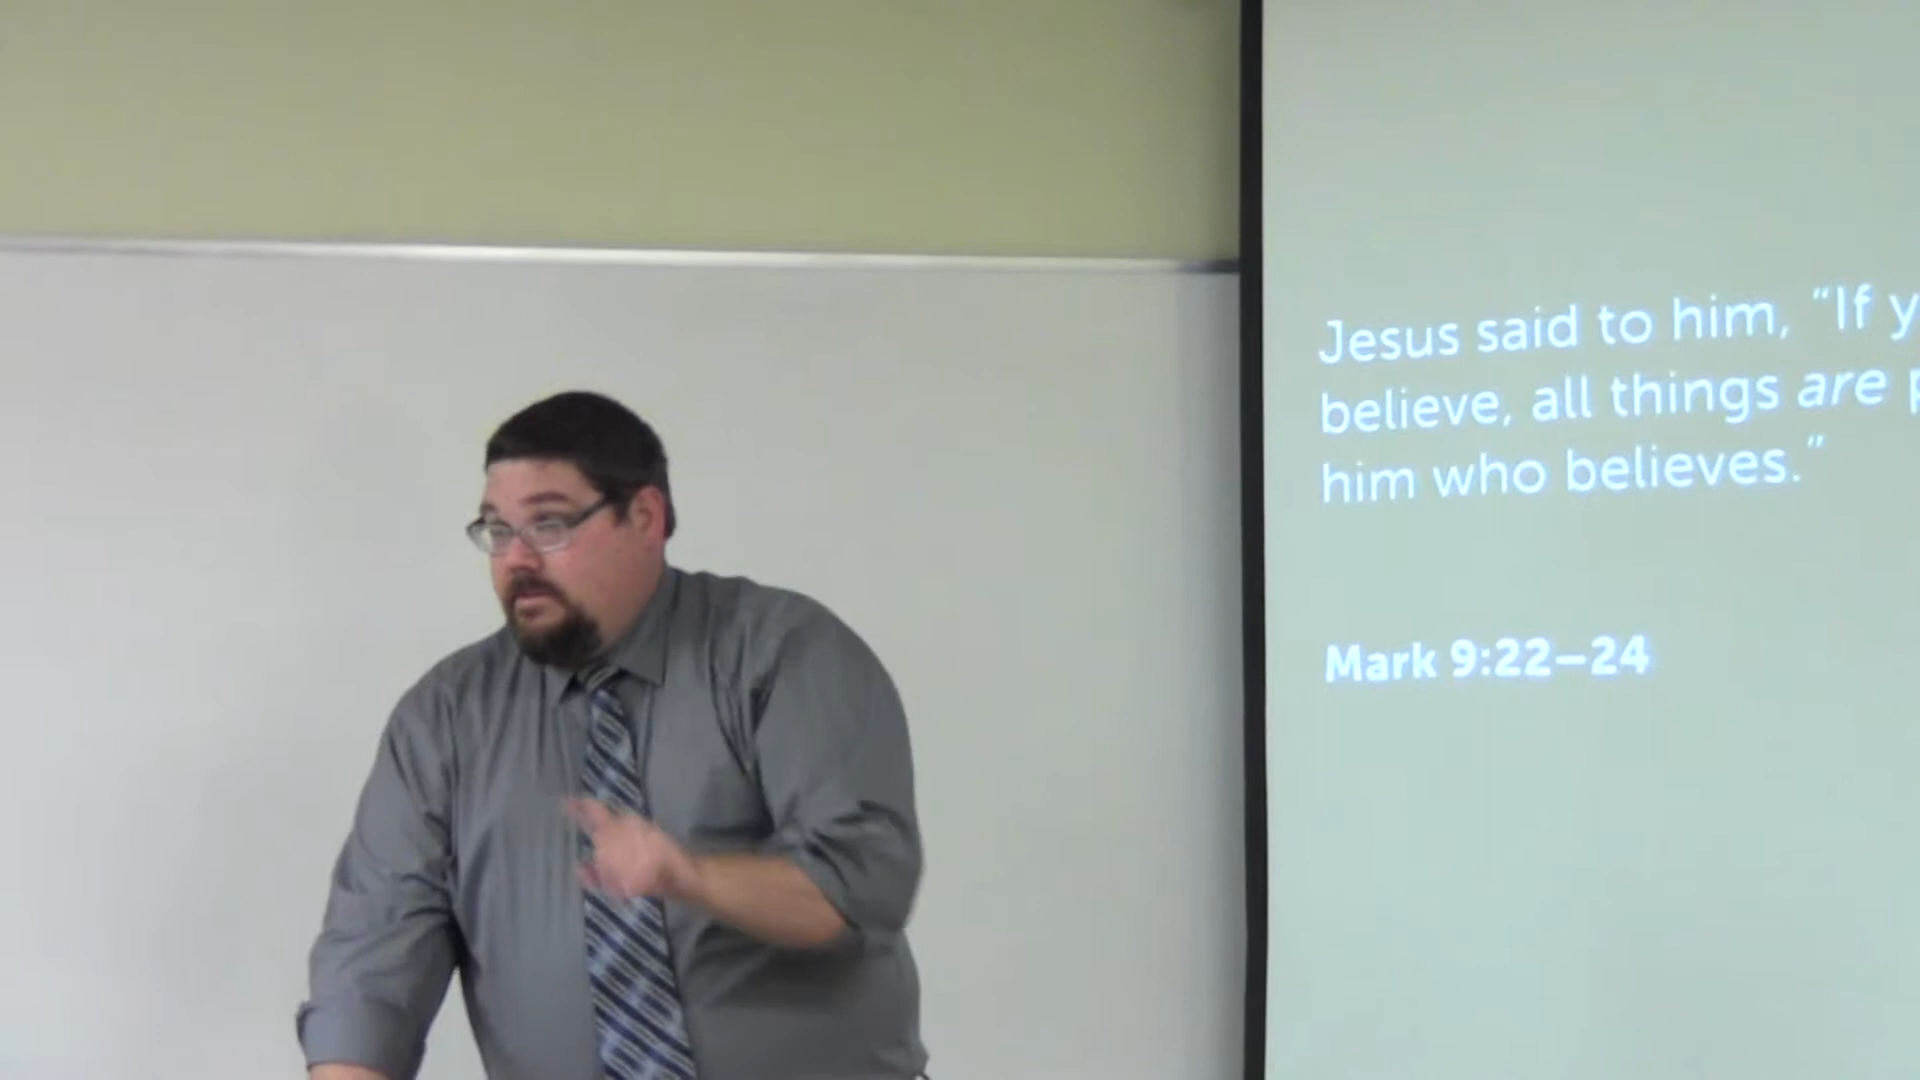 Jesus said to him, “If y
believe, all things are p
him who believes.”
Mark 9:22–24